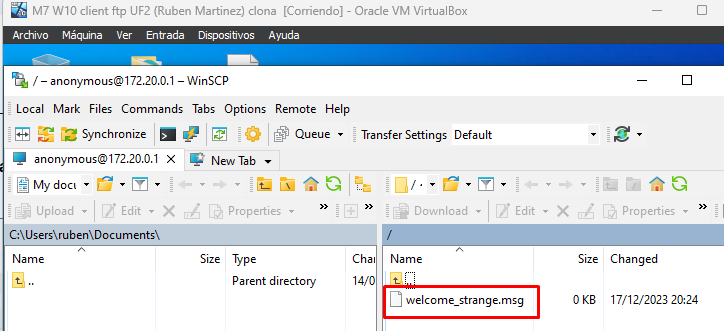 M7 W10 client ftp UF2 (Ruben Martinez) clona [Corriendo] - Oracle VM VirtualBox
Archivo Máquina Ver Entrada Dispositivos Ayuda
/ – anonymous@172.20.0.1 – WinSCP
Local Mark Files Commands Tabs Options Remote Help
Synchronize Queue Transfer Settings Default
anonymous@172.20.0.1 × New Tab
My docu / ·
Upload Edit Properties Download Edit Properties
C:\Users\ruben\Documents\ /
Name Size Type Char Name Size Changed
.. Parent directory 14/0 ..
welcome_strange.msg 0 KB 17/12/2023 20:24